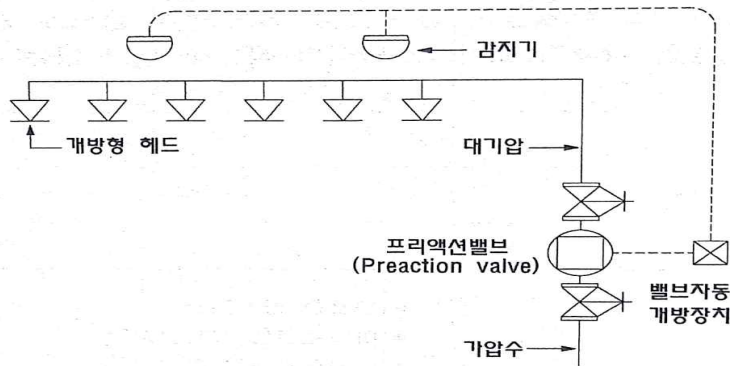 감지기
개방형 헤드
대기압
프리액션밸브
(Preaction valve)
밸브자동
개방장치
가압수